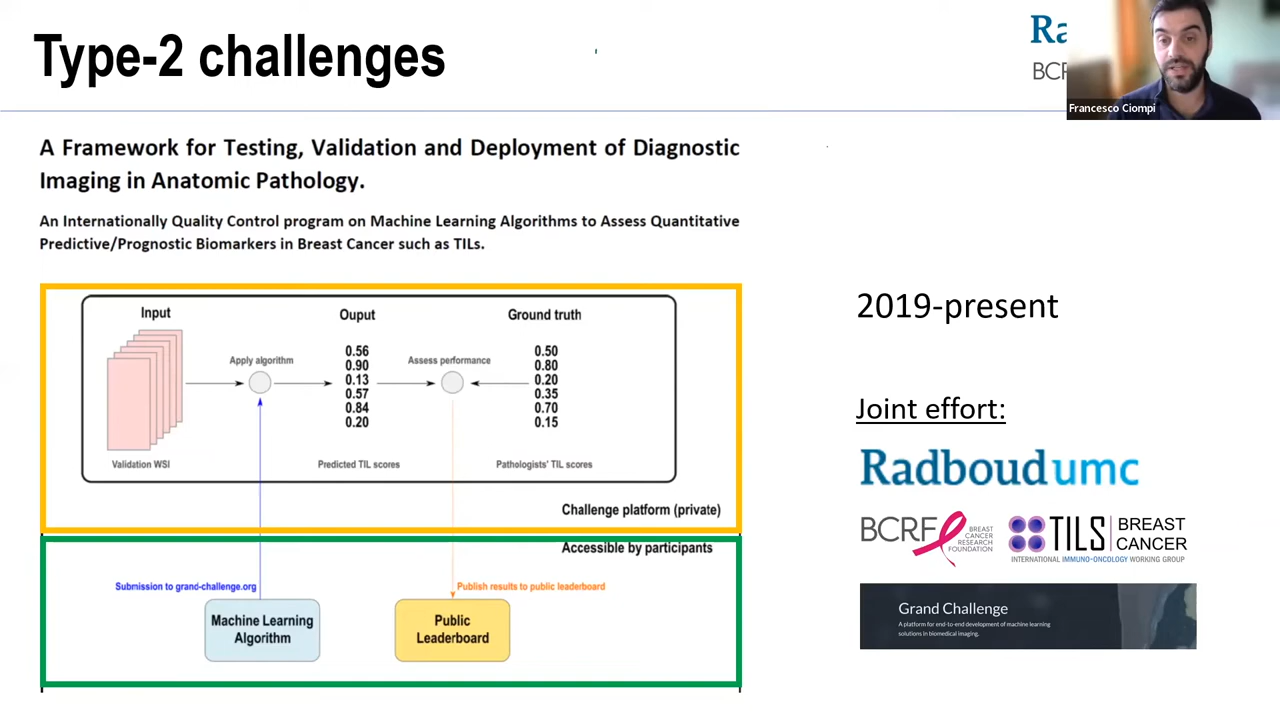 Type-2 challenges
BCRF
Francesco Ciompi
A Framework for Testing, Validation and Deployment of Diagnostic
Imaging in Anatomic Pathology.
An Internationally Quality Control program on Machine Learning Algorithms to Assess Quantitative
Predictive/Prognostic Biomarkers in Breast Cancer such as TILs.
Input
Ouput
Ground truth
Apply algorithm
Assess performance
0.56
0.90
0.13
0.57
0.84
0.20
0.50
0.80
0.20
0.35
0.70
0.15
Validation WSI
Predicted TIL scores
Pathologists' TIL scores
Challenge platform (private)
Accessible by participants
Submission to grand-challenge.org
Publish results to public leaderboard
Machine Learning
Algorithm
Public
Leaderboard
2019-present
Joint effort:
Radboudumc
BCRF
BREAST
CANCER
RESEARCH
FOUNDATION
TILS
BREAST
CANCER
INTERNATIONAL IMMUNO-ONCOLOGY WORKING GROUP
Grand Challenge
A platform for end-to-end development of machine learning
solutions in biomedical imaging.